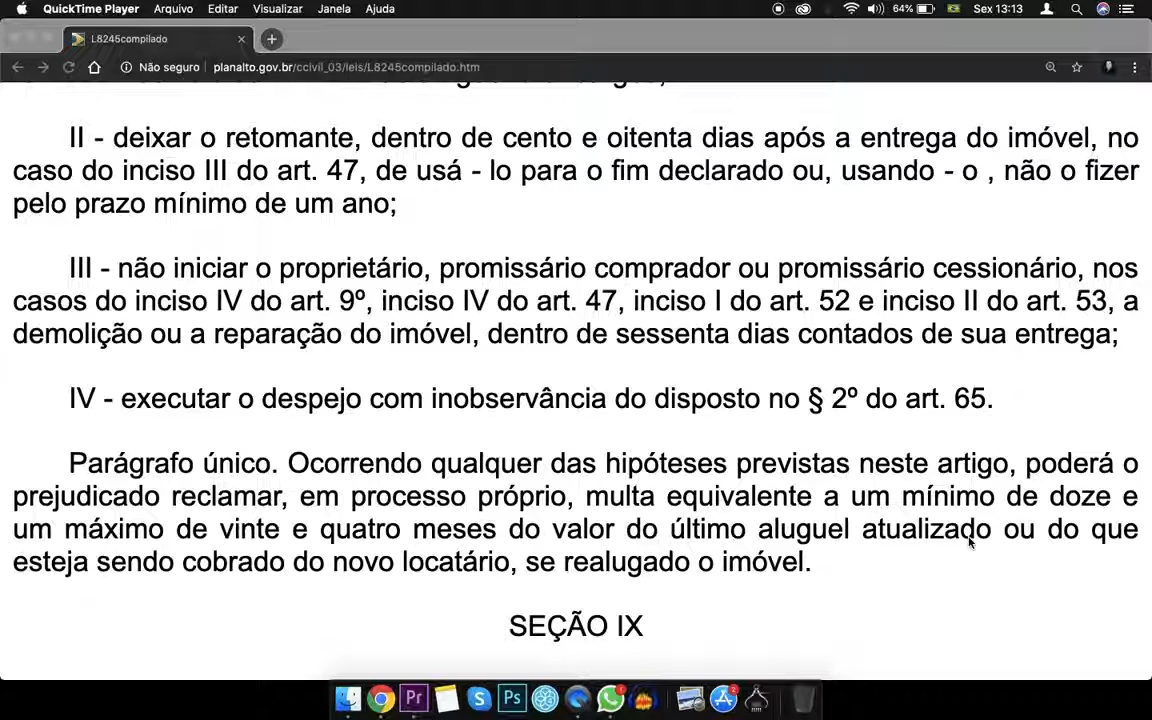 QuickTime Player Arquivo Editar Visualizar Janela Ajuda 64% Sex 13:13
L8245compilado
Não seguro planalto.gov.br/ccivil_03/leis/L8245compilado.htm
II - deixar o retomante, dentro de cento e oitenta dias após a entrega do imóvel, no
caso do inciso III do art. 47, de usá - lo para o fim declarado ou, usando - o , não o fizer
pelo prazo mínimo de um ano;
III - não iniciar o proprietário, promissário comprador ou promissário cessionário, nos
casos do inciso IV do art. 9º, inciso IV do art. 47, inciso I do art. 52 e inciso II do art. 53, a
demolição ou a reparação do imóvel, dentro de sessenta dias contados de sua entrega;
IV - executar o despejo com inobservância do disposto no § 2º do art. 65.
Parágrafo único. Ocorrendo qualquer das hipóteses previstas neste artigo, poderá o
prejudicado reclamar, em processo próprio, multa equivalente a um mínimo de doze e
um máximo de vinte e quatro meses do valor do último aluguel atualizado ou do que
esteja sendo cobrado do novo locatário, se realugado o imóvel.
SEÇÃO IX
Pr Ps